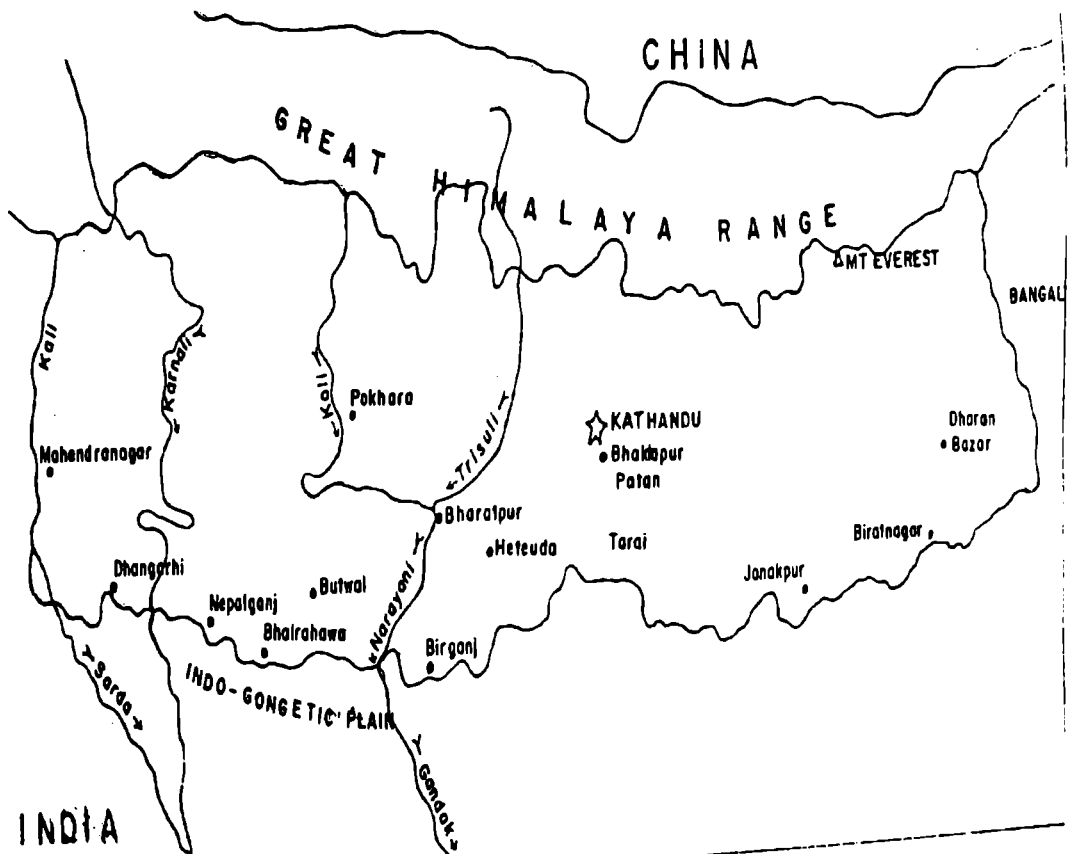 CHINA
GREAT HIMALAYA RANGE
MT EVEREST
BANGAL
Kali
Karnali
Kali
Pokhara
Trisuli
KATHANDU
Bhaktapur
Patan
Dharan
Bazar
Mahendranagar
Bharatpur
Heteuda
Tarai
Biratnagar
Dhangarhi
Butwal
Narayani
Janakpur
Nepalganj
Bhairahawa
Birganj
Sarda
INDO-GONGETIC PLAIN
Gondak
INDIA